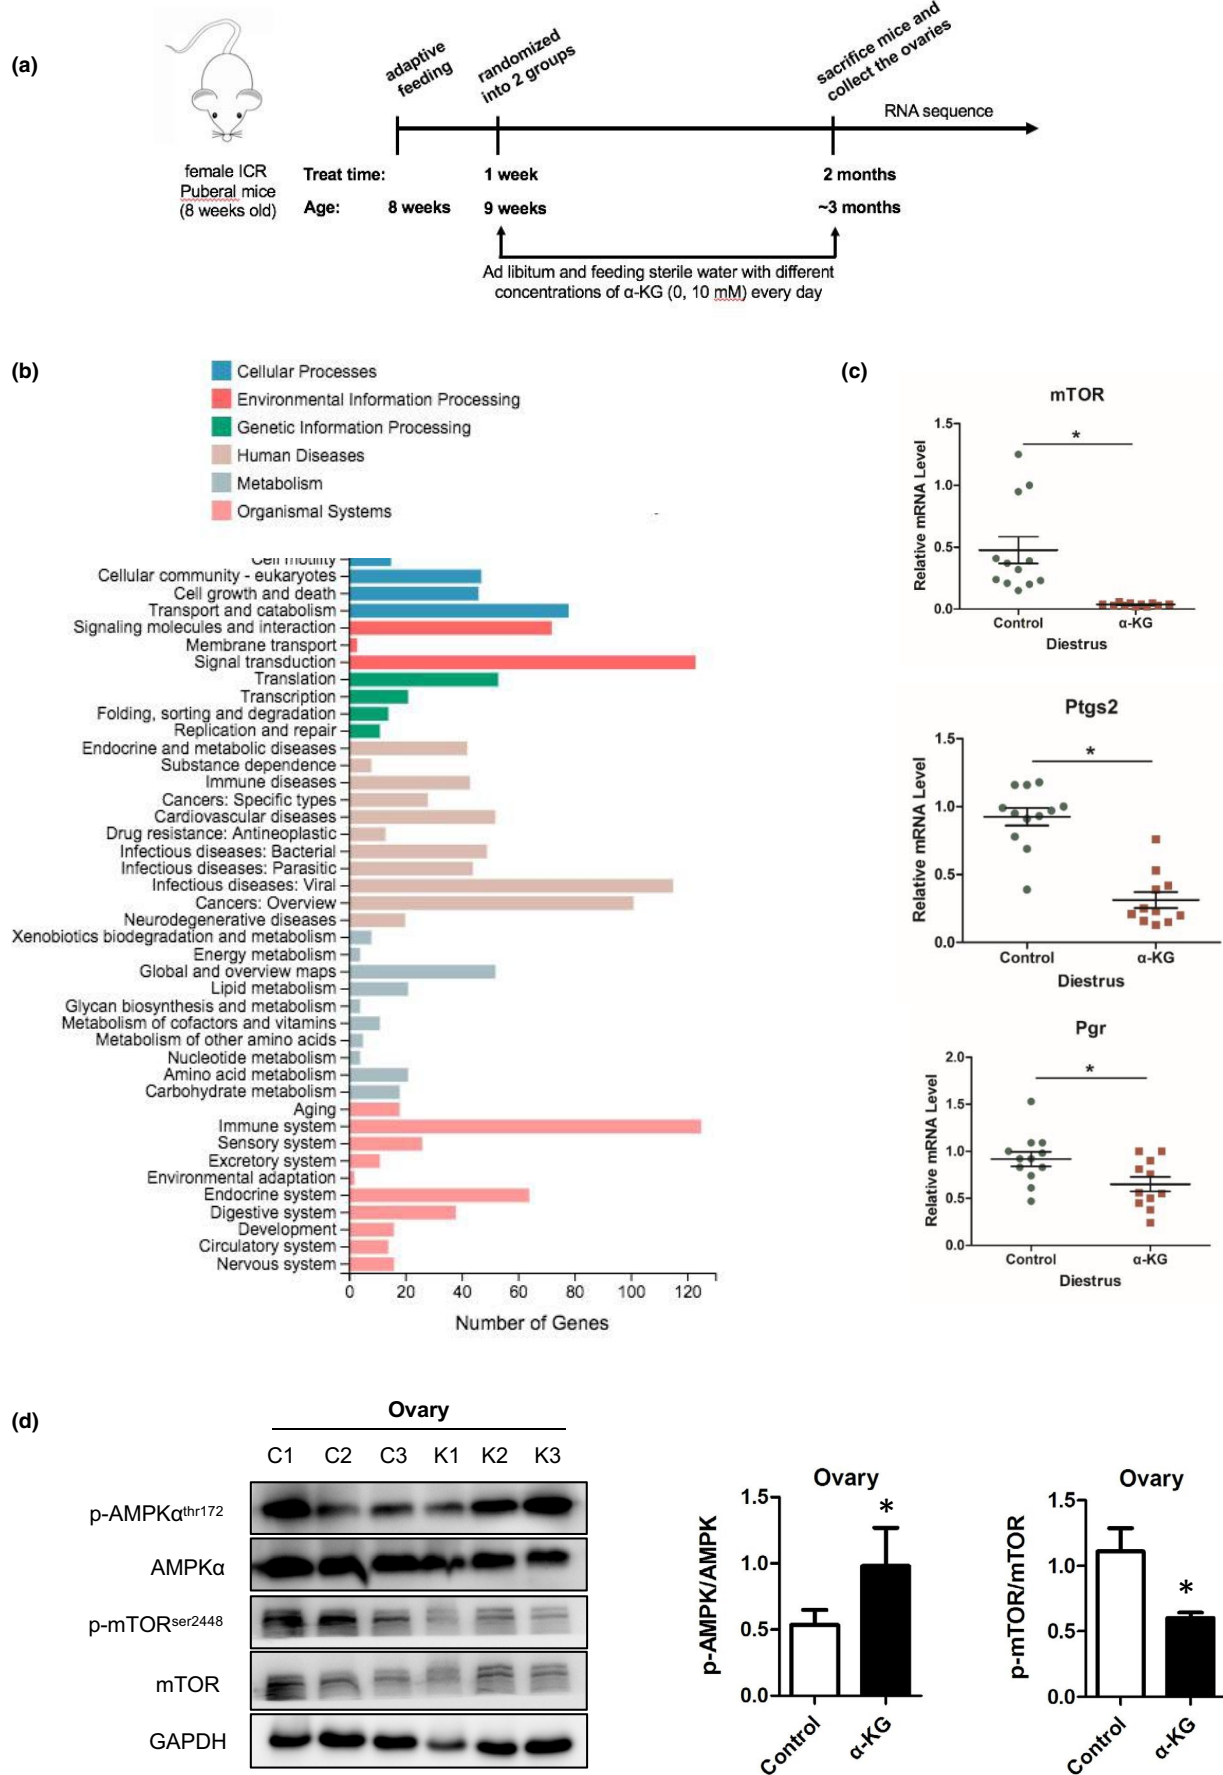 (a)
adaptive
feeding
randomized
into 2 groups
sacrifice mice and
collect the ovaries
RNA sequence
female ICR
Puberal mice
(8 weeks old)
Treat time:
1 week
2 months
Age:
8 weeks
9 weeks
~3 months
Ad libitum and feeding sterile water with different
concentrations of α-KG (0, 10 mM) every day
(b)
Cellular Processes
Environmental Information Processing
Genetic Information Processing
Human Diseases
Metabolism
Organismal Systems
Cell motility
Cellular community - eukaryotes
Cell growth and death
Transport and catabolism
Signaling molecules and interaction
Membrane transport
Signal transduction
Translation
Transcription
Folding, sorting and degradation
Replication and repair
Endocrine and metabolic diseases
Substance dependence
Immune diseases
Cancers: Specific types
Cardiovascular diseases
Drug resistance: Antineoplastic
Infectious diseases: Bacterial
Infectious diseases: Parasitic
Infectious diseases: Viral
Cancers: Overview
Neurodegenerative diseases
Xenobiotics biodegradation and metabolism
Energy metabolism
Global and overview maps
Lipid metabolism
Glycan biosynthesis and metabolism
Metabolism of cofactors and vitamins
Metabolism of other amino acids
Nucleotide metabolism
Amino acid metabolism
Carbohydrate metabolism
Aging
Immune system
Sensory system
Excretory system
Environmental adaptation
Endocrine system
Digestive system
Development
Circulatory system
Nervous system
0 20 40 60 80 100 120
Number of Genes
(c)
mTOR
Relative mRNA Level
1.5
1.0
0.5
0.0
*
Control α-KG
Diestrus
Ptgs2
Relative mRNA Level
1.5
1.0
0.5
0.0
*
Control α-KG
Diestrus
Pgr
Relative mRNA Level
2.0
1.5
1.0
0.5
0.0
*
Control α-KG
Diestrus
(d)
Ovary
C1 C2 C3 K1 K2 K3
p-AMPKαthr172
AMPKα
p-mTORser2448
mTOR
GAPDH
Ovary
p-AMPK/AMPK
1.5
1.0
0.5
0.0
*
Control α-KG
Ovary
p-mTOR/mTOR
1.5
1.0
0.5
0.0
*
Control α-KG